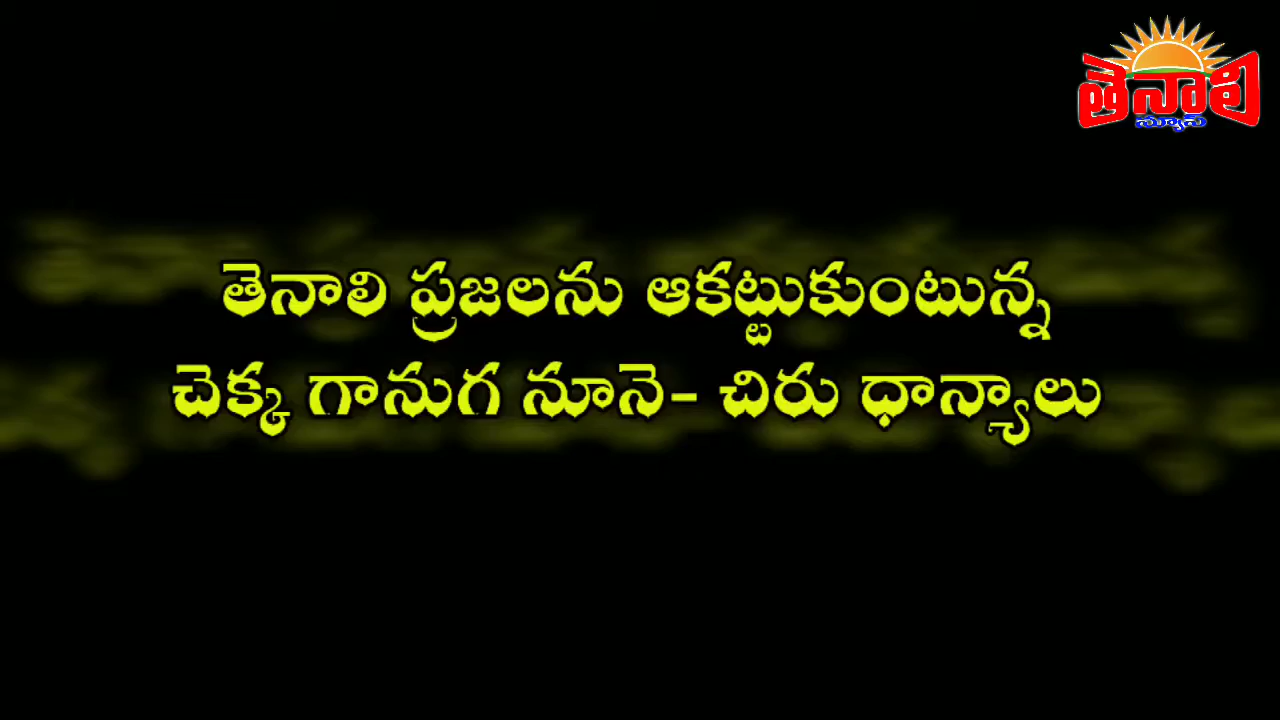 తెనాలి
న్యూస్
తెనాలి ప్రజలను ఆకట్టుకుంటున్న
చెక్క గానుగ నూనె- చిరు ధాన్యాలు